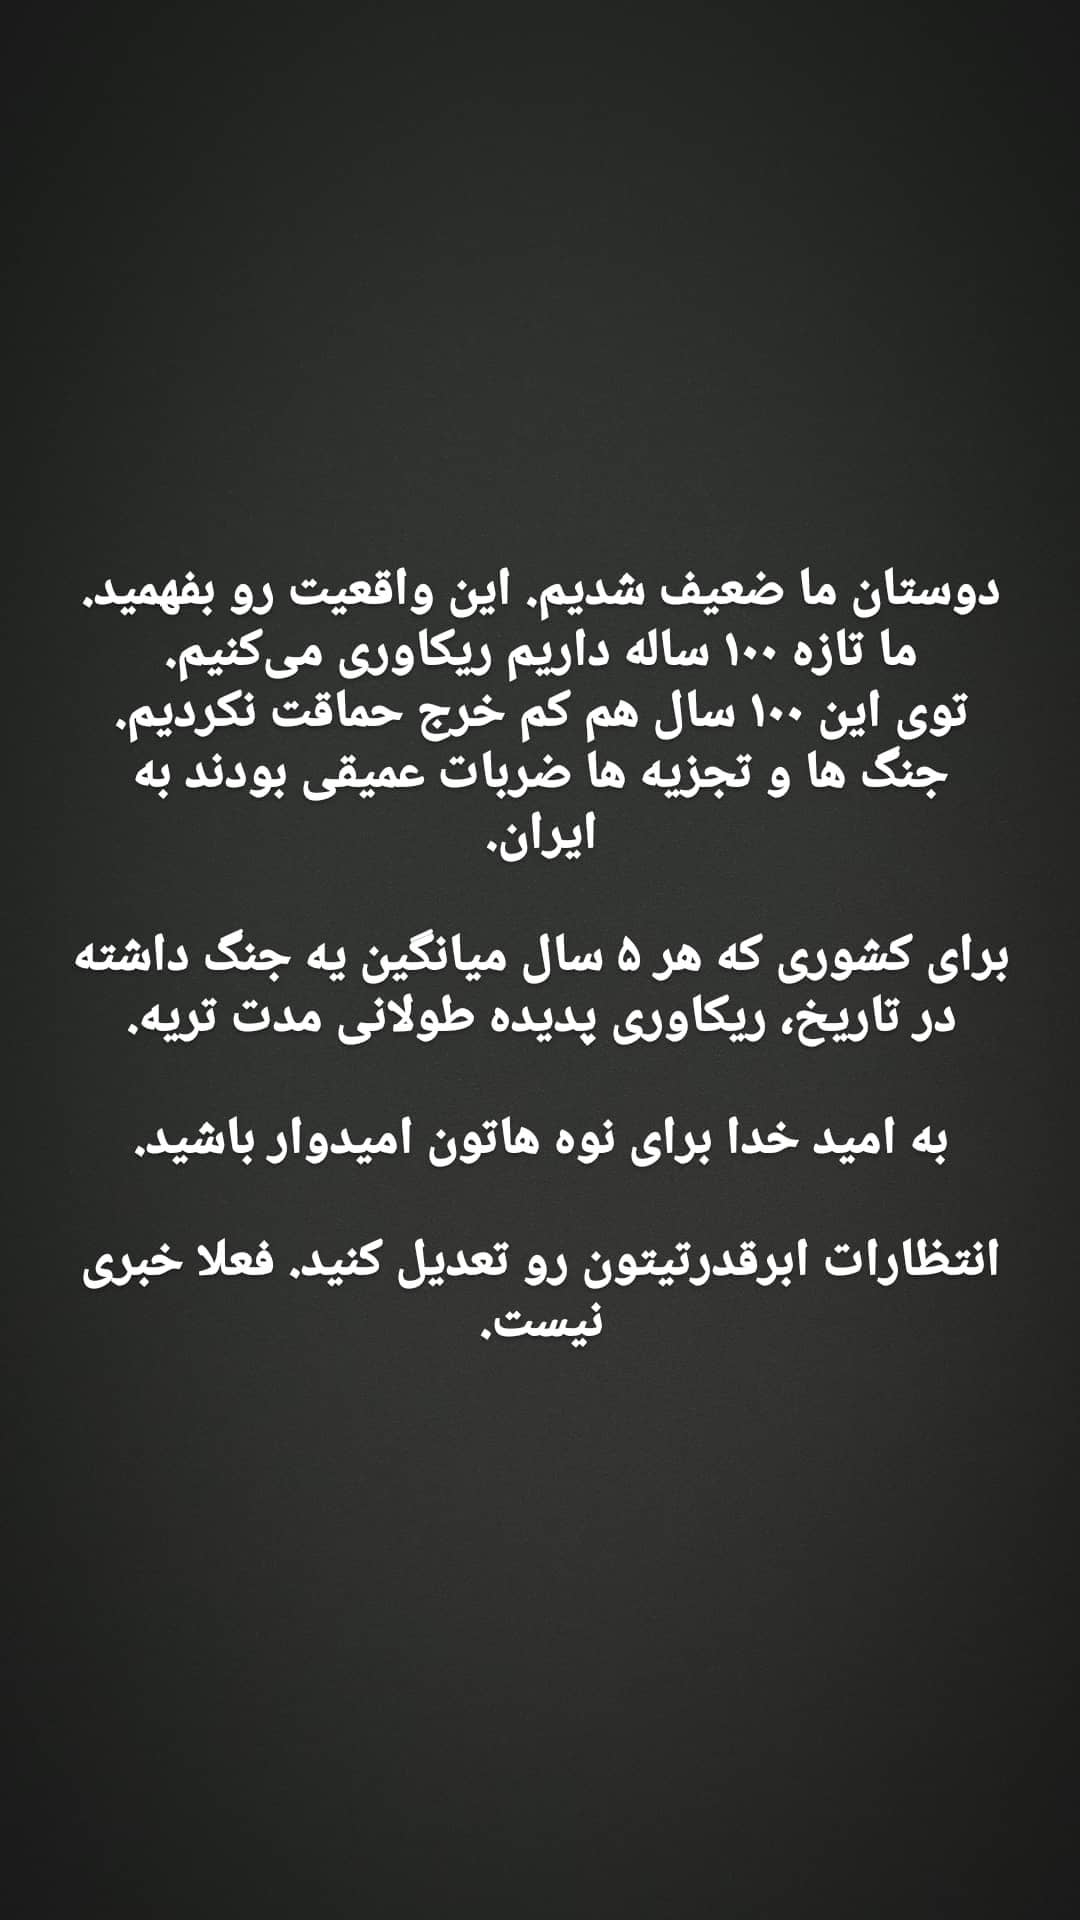 دوستان ما ضعیف شدیم. این واقعیت رو بفهمید.
ما تازه ۱۰۰ ساله داریم ریکاوری می‌کنیم.
توی این ۱۰۰ سال هم کم خرج حماقت نکردیم.
جنگ ها و تجزیه ها ضربات عمیقی بودند به
ایران.
برای کشوری که هر ۵ سال میانگین یه جنگ داشته
در تاریخ، ریکاوری پدیده طولانی مدت تریه.
به امید خدا برای نوه هاتون امیدوار باشید.
انتظارات ابرقدرتیتون رو تعدیل کنید. فعلا خبری
نیست.